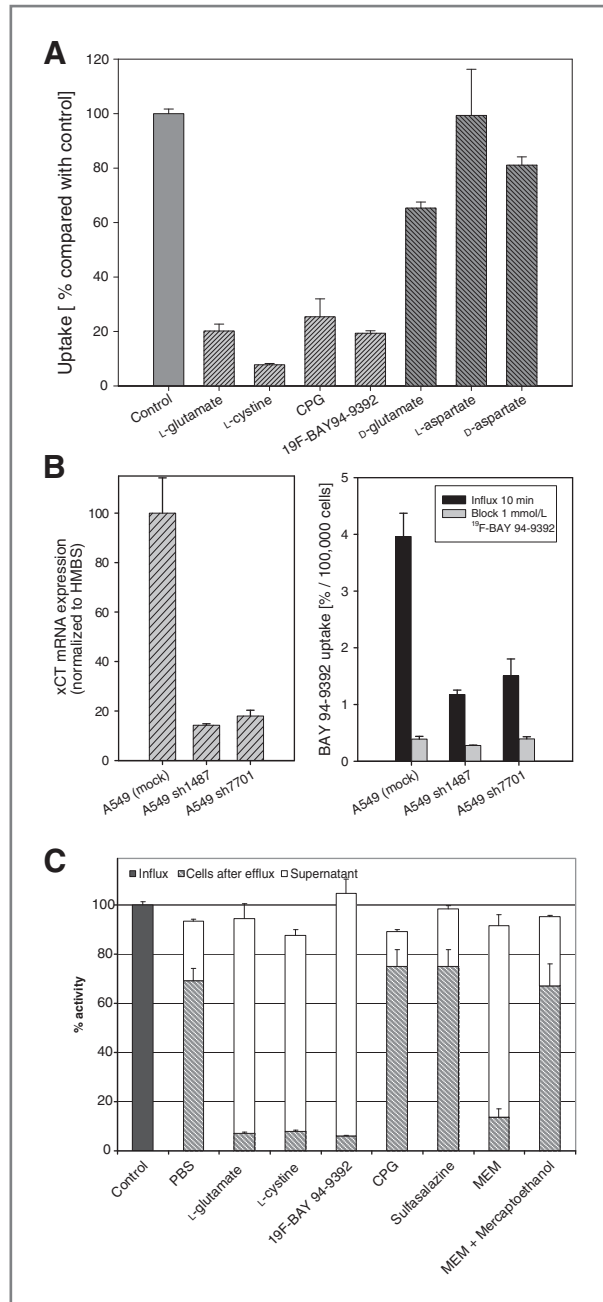 A
120
100
80
60
40
20
0
Uptake [ % compared with control]
Control
L-glutamate
L-cystine
CPG
19F-BAY94-9392
D-glutamate
L-aspartate
D-aspartate
B
100
80
60
40
20
0
xCT mRNA expression
(normalized to HMBS)
A549 (mock)
A549 sh1487
A549 sh7701
5
4
3
2
1
0
BAY 94-9392 uptake [% / 100,000 cells]
Influx 10 min
Block 1 mmol/L
19F-BAY 94-9392
A549 (mock)
A549 sh1487
A549 sh7701
C
Influx Cells after efflux Supernatant
100
80
60
40
20
0
% activity
Control
PBS
L-glutamate
L-cystine
19F-BAY 94-9392
CPG
Sulfasalazine
MEM
MEM + Mercaptoethanol